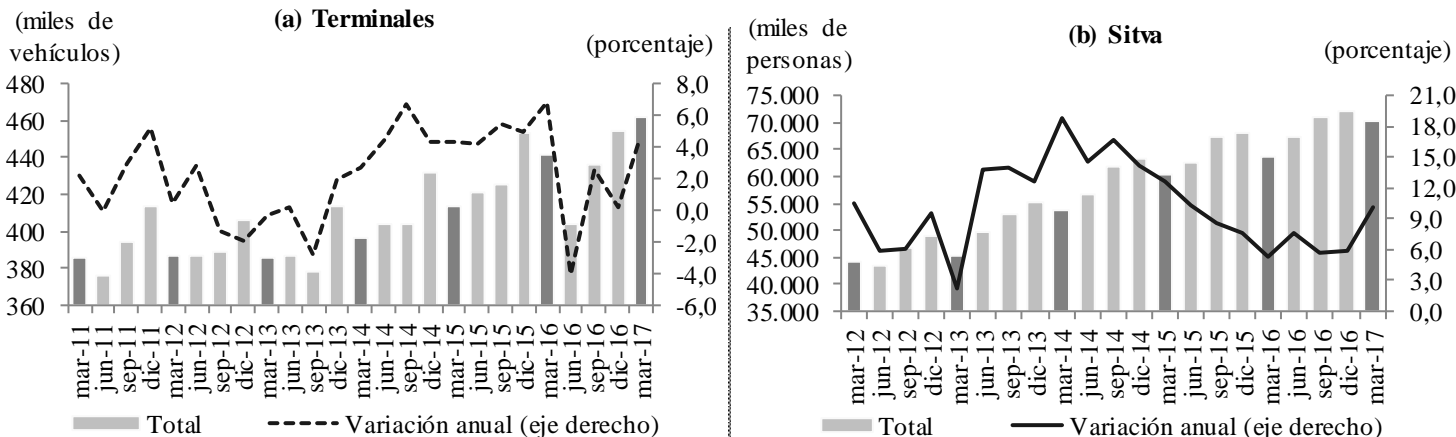 (a) Terminales
(miles de
vehículos)
(porcentaje)
480
460
440
420
400
380
360
8,0
6,0
4,0
2,0
0,0
-2,0
-4,0
-6,0
mar-11
jun-11
sep-11
dic-11
mar-12
jun-12
sep-12
dic-12
mar-13
jun-13
sep-13
dic-13
mar-14
jun-14
sep-14
dic-14
mar-15
jun-15
sep-15
dic-15
mar-16
jun-16
sep-16
dic-16
mar-17
Total
Variación anual (eje derecho)
(b) Sitva
(miles de
personas)
(porcentaje)
75.000
70.000
65.000
60.000
55.000
50.000
45.000
40.000
35.000
21,0
18,0
15,0
12,0
9,0
6,0
3,0
0,0
mar-12
jun-12
sep-12
dic-12
mar-13
jun-13
sep-13
dic-13
mar-14
jun-14
sep-14
dic-14
mar-15
jun-15
sep-15
dic-15
mar-16
jun-16
sep-16
dic-16
mar-17
Total
Variación anual (eje derecho)